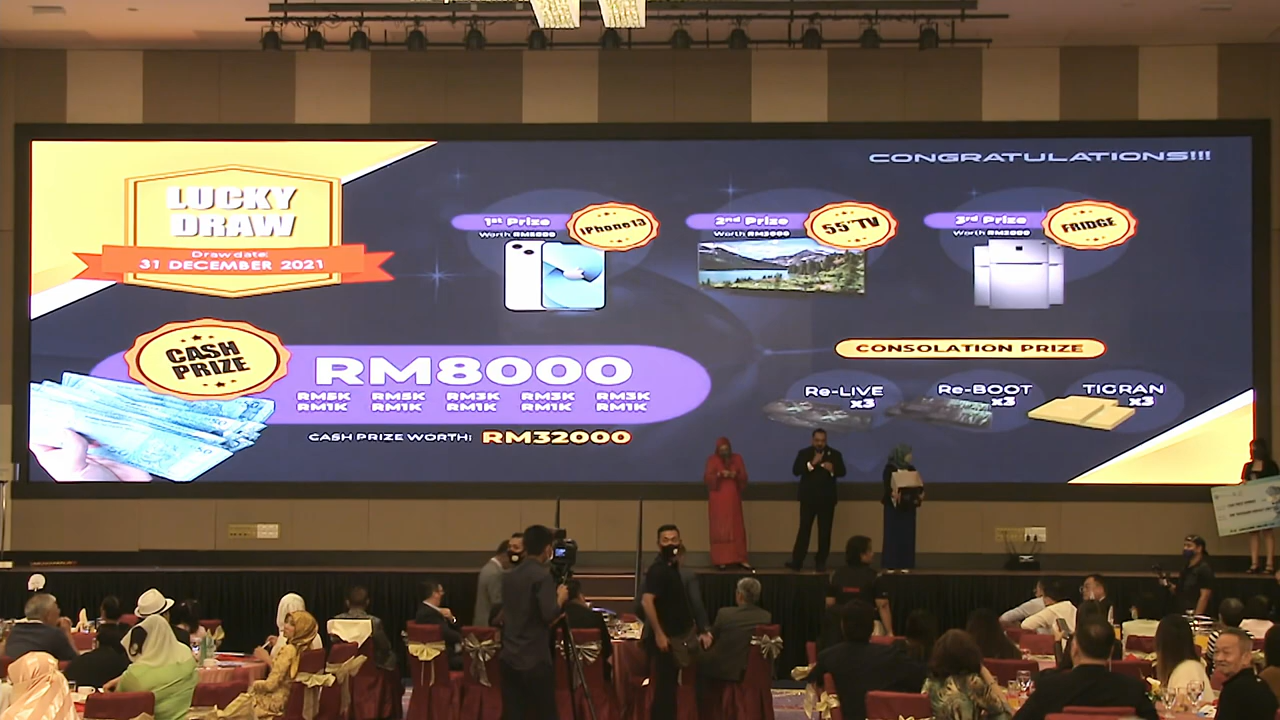 CONGRATULATIONS!!!
LUCKY
DRAW
Draw date:
31 DECEMBER 2021
1st Prize
IPhone13
2nd Prize
55"TV
3rd Prize
FRIDGE
CASH
PRIZE
RM8000
RM5K RM5K RM3K RM3K RM3K
RM1K RM1K RM1K RM1K RM1K
CASH PRIZE WORTH: RM32000
CONSOLATION PRIZE
Re-LIVE
x3
Re-BOOT
x3
TIGRAN
x3